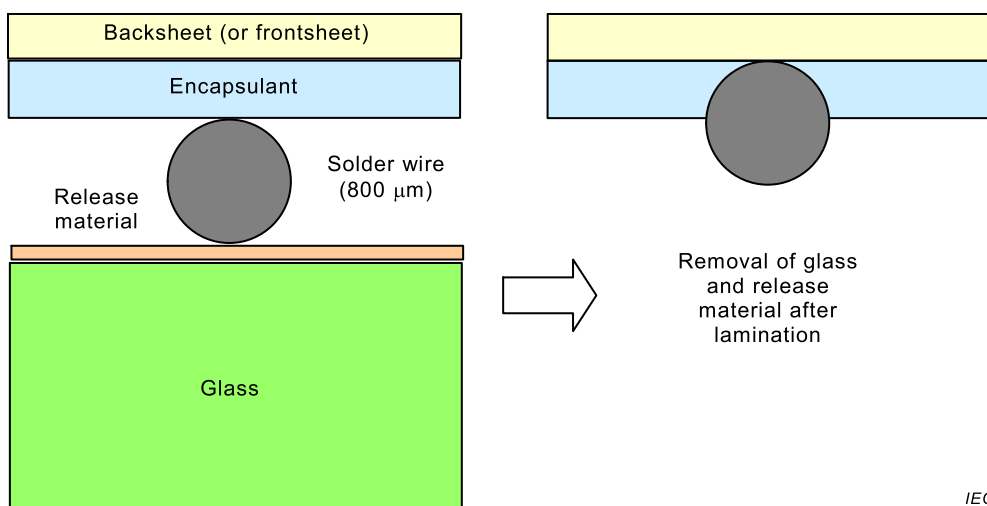 Backsheet (or frontsheet)
Encapsulant
Solder wire
(800 μm)
Release
material
Glass
Removal of glass
and release
material after
lamination
IEC